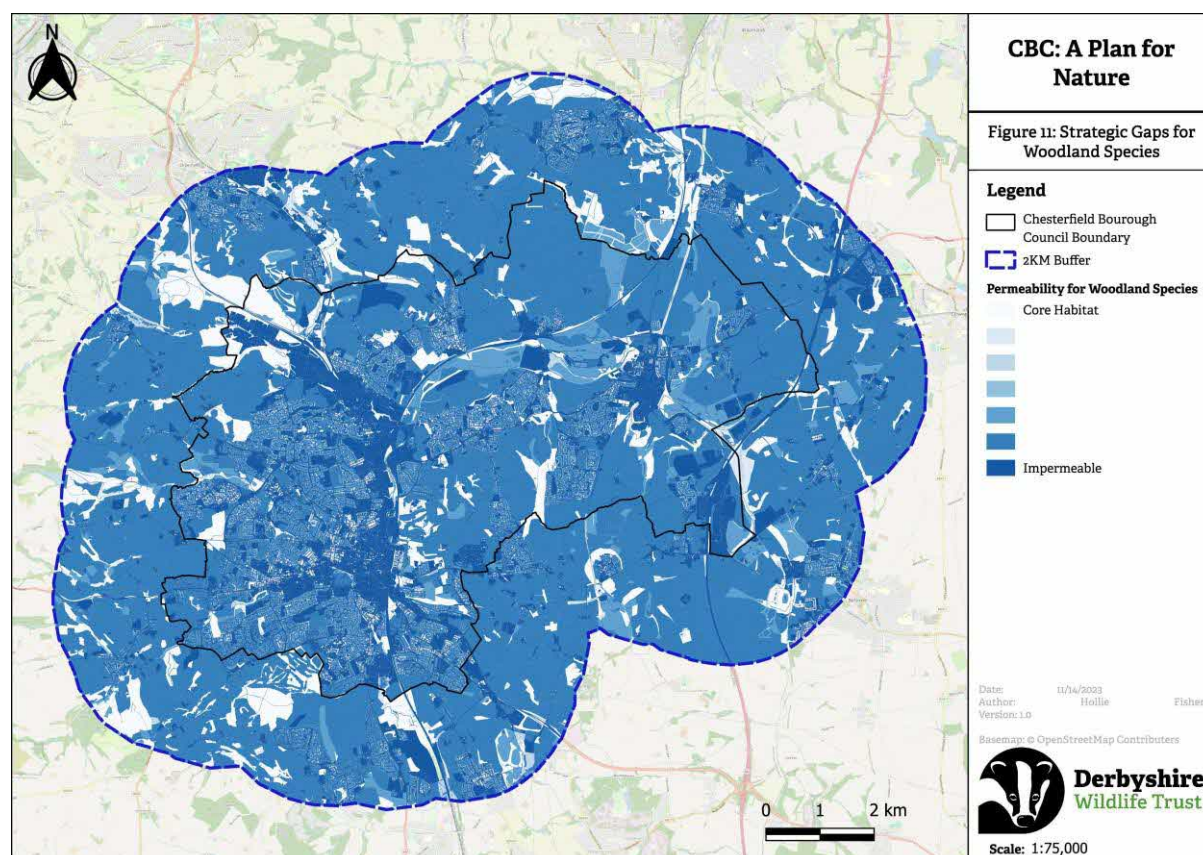 N
CBC: A Plan for
Nature
Figure 11: Strategic Gaps for
Woodland Species
Legend
Chesterfield Bourough
Council Boundary
2KM Buffer
Permeability for Woodland Species
Core Habitat
Impermeable
Date: 11/14/2023
Author: Hollie Fisher
Version: 1.0
Basemap: © OpenStreetMap Contributers
Derbyshire
Wildlife Trust
Scale: 1:75,000
0 1 2 km